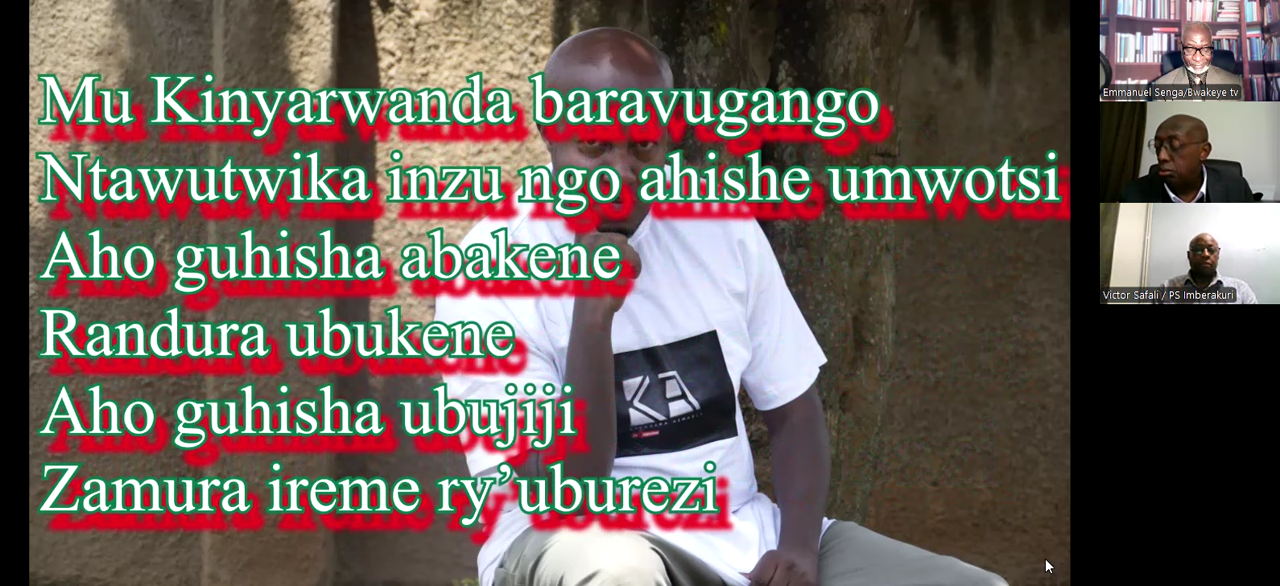 Mu Kinyarwanda baravugango
Ntawutwika inzu ngo ahishe umwotsi
Aho guhisha abakene
Randura ubukene
Aho guhisha ubujiji
Zamura ireme ry’uburezi
KA
Emmanuel Senga/Bwakeye tv
Victor Safali / PS Imberakuri